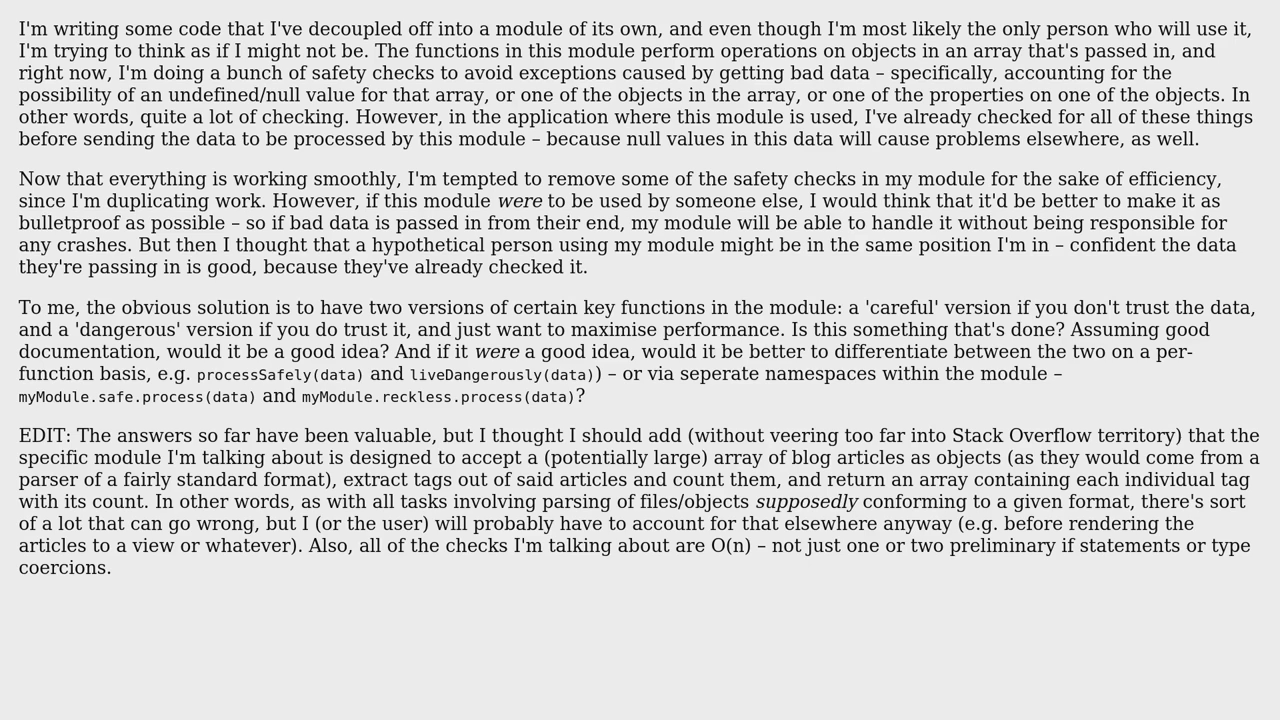 I'm writing some code that I've decoupled off into a module of its own, and even though I'm most likely the only person who will use it,
I'm trying to think as if I might not be. The functions in this module perform operations on objects in an array that's passed in, and
right now, I'm doing a bunch of safety checks to avoid exceptions caused by getting bad data – specifically, accounting for the
possibility of an undefined/null value for that array, or one of the objects in the array, or one of the properties on one of the objects. In
other words, quite a lot of checking. However, in the application where this module is used, I've already checked for all of these things
before sending the data to be processed by this module – because null values in this data will cause problems elsewhere, as well.
Now that everything is working smoothly, I'm tempted to remove some of the safety checks in my module for the sake of efficiency,
since I'm duplicating work. However, if this module were to be used by someone else, I would think that it'd be better to make it as
bulletproof as possible – so if bad data is passed in from their end, my module will be able to handle it without being responsible for
any crashes. But then I thought that a hypothetical person using my module might be in the same position I'm in – confident the data
they're passing in is good, because they've already checked it.
To me, the obvious solution is to have two versions of certain key functions in the module: a 'careful' version if you don't trust the data,
and a 'dangerous' version if you do trust it, and just want to maximise performance. Is this something that's done? Assuming good
documentation, would it be a good idea? And if it were a good idea, would it be better to differentiate between the two on a per-
function basis, e.g. processSafely(data) and liveDangerously(data)) – or via seperate namespaces within the module –
myModule.safe.process(data) and myModule.reckless.process(data)?
EDIT: The answers so far have been valuable, but I thought I should add (without veering too far into Stack Overflow territory) that the
specific module I'm talking about is designed to accept a (potentially large) array of blog articles as objects (as they would come from a
parser of a fairly standard format), extract tags out of said articles and count them, and return an array containing each individual tag
with its count. In other words, as with all tasks involving parsing of files/objects supposedly conforming to a given format, there's sort
of a lot that can go wrong, but I (or the user) will probably have to account for that elsewhere anyway (e.g. before rendering the
articles to a view or whatever). Also, all of the checks I'm talking about are O(n) – not just one or two preliminary if statements or type
coercions.